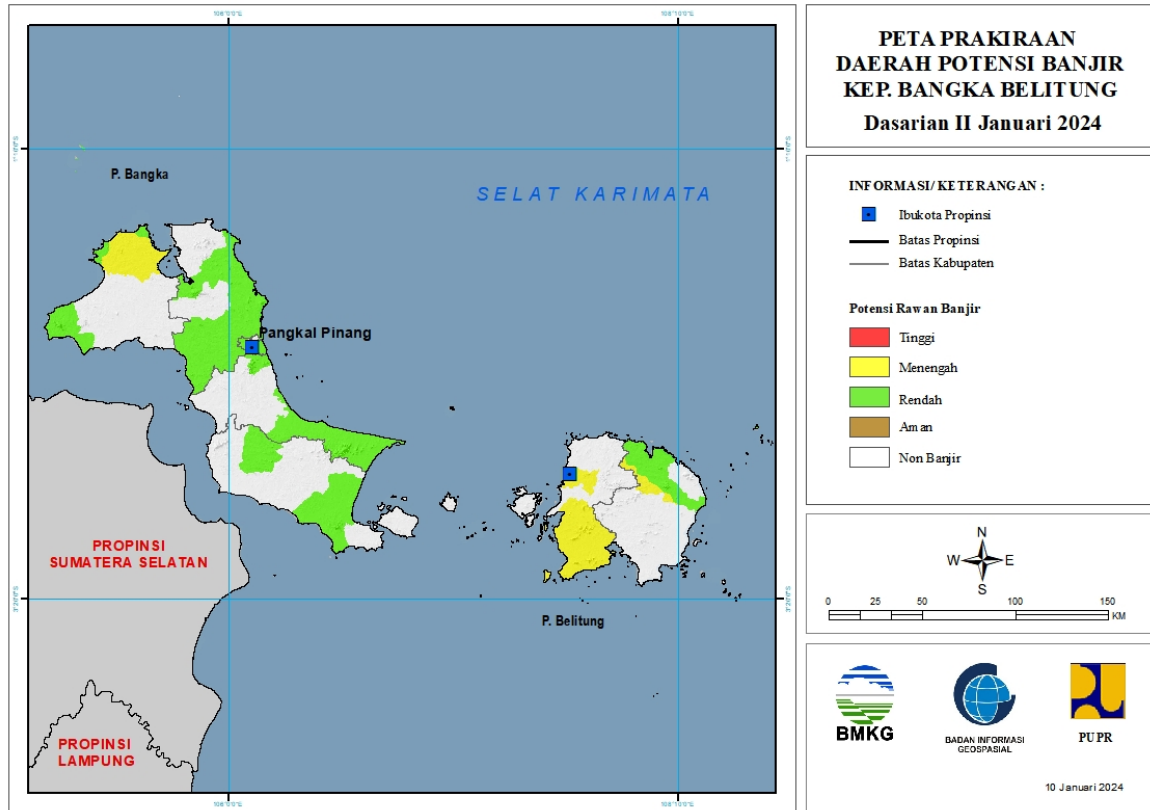 PETA PRAKIRAAN
DAERAH POTENSI BANJIR
KEP. BANGKA BELITUNG
Dasarian II Januari 2024
P. Bangka
SELAT KARIMATA
Pangkal Pinang
PROPINSI
SUMATERA SELATAN
P. Belitung
PROPINSI
LAMPUNG
INFORMASI/ KETERANGAN :
Ibukota Propinsi
Batas Propinsi
Batas Kabupaten
Potensi Rawan Banjir
Tinggi
Menengah
Rendah
Aman
Non Banjir
N
W E
S
0 25 50 100 150
KM
BMKG
BADAN INFORMASI
GEOSPASIAL
PUPR
10 Januari 2024